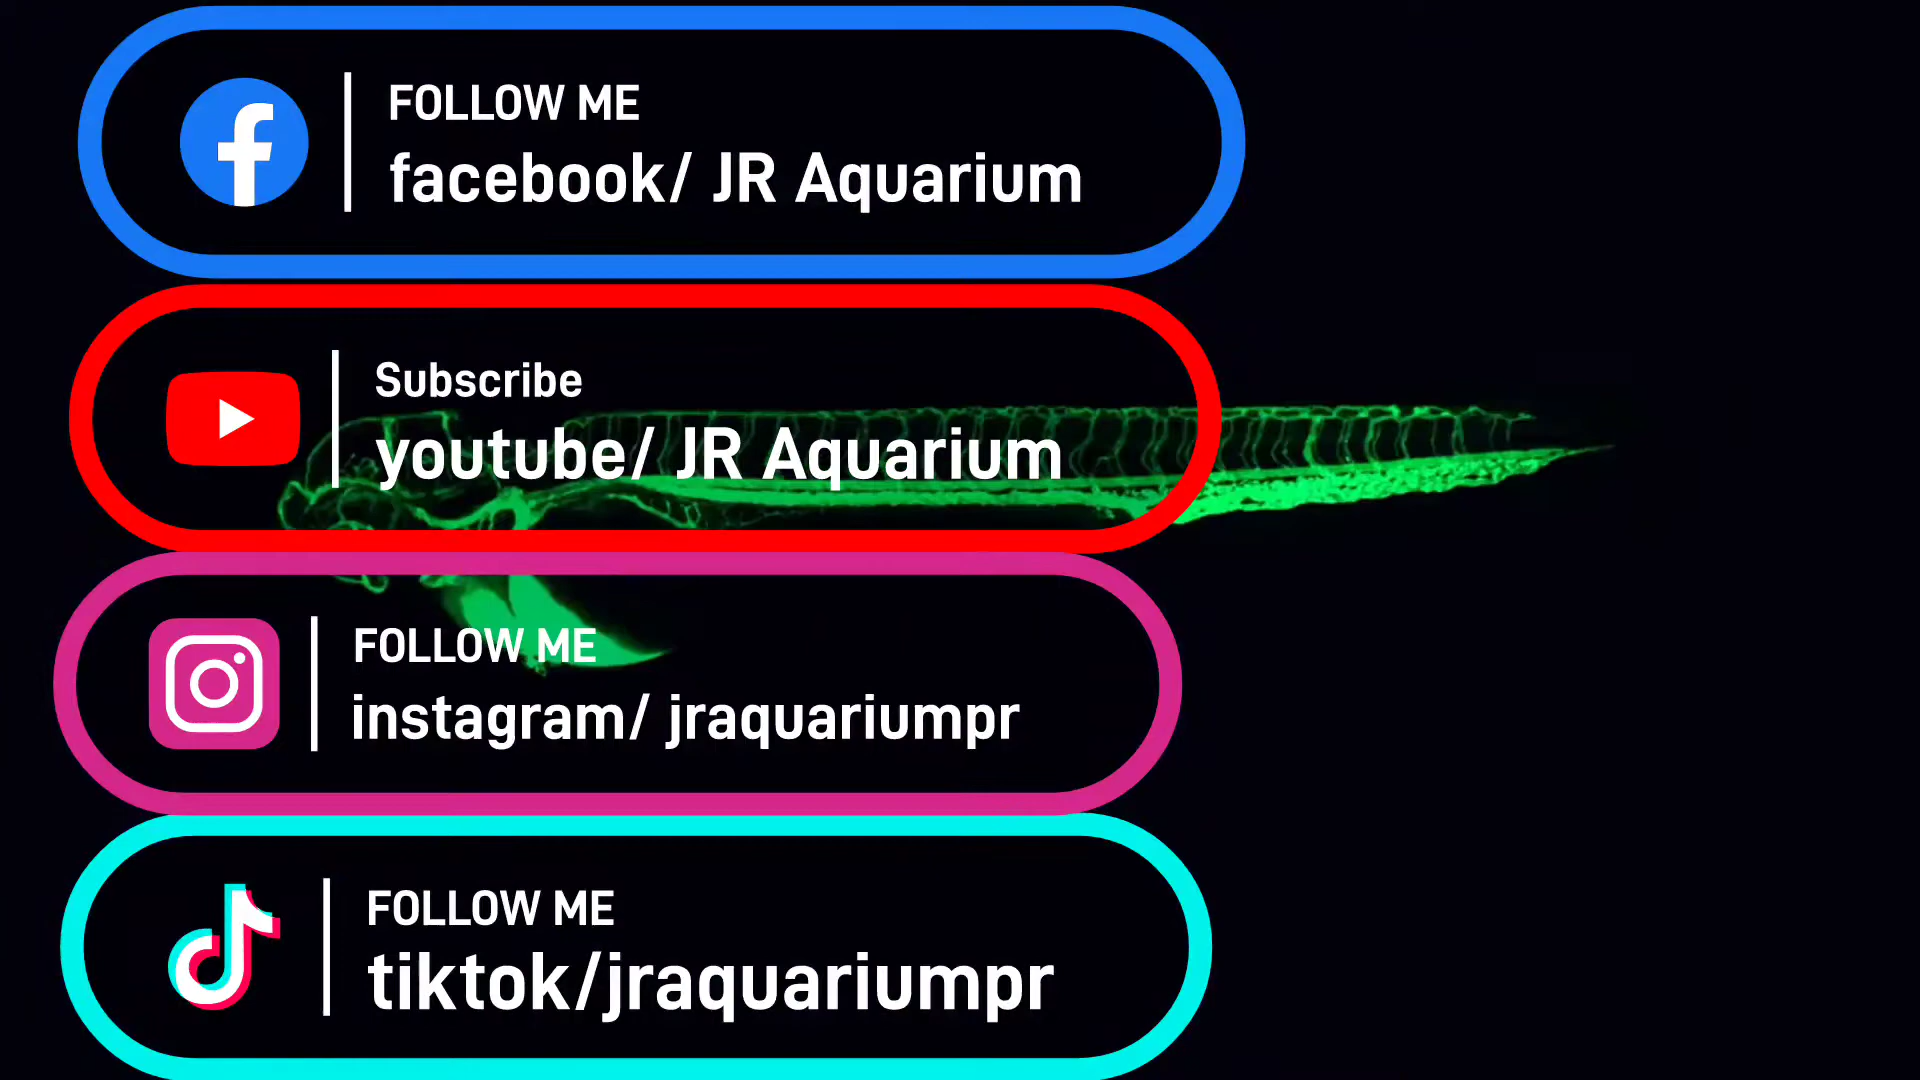 FOLLOW ME
facebook/ JR Aquarium
Subscribe
youtube/ JR Aquarium
FOLLOW ME
instagram/ jraquariumpr
FOLLOW ME
tiktok/jraquariumpr